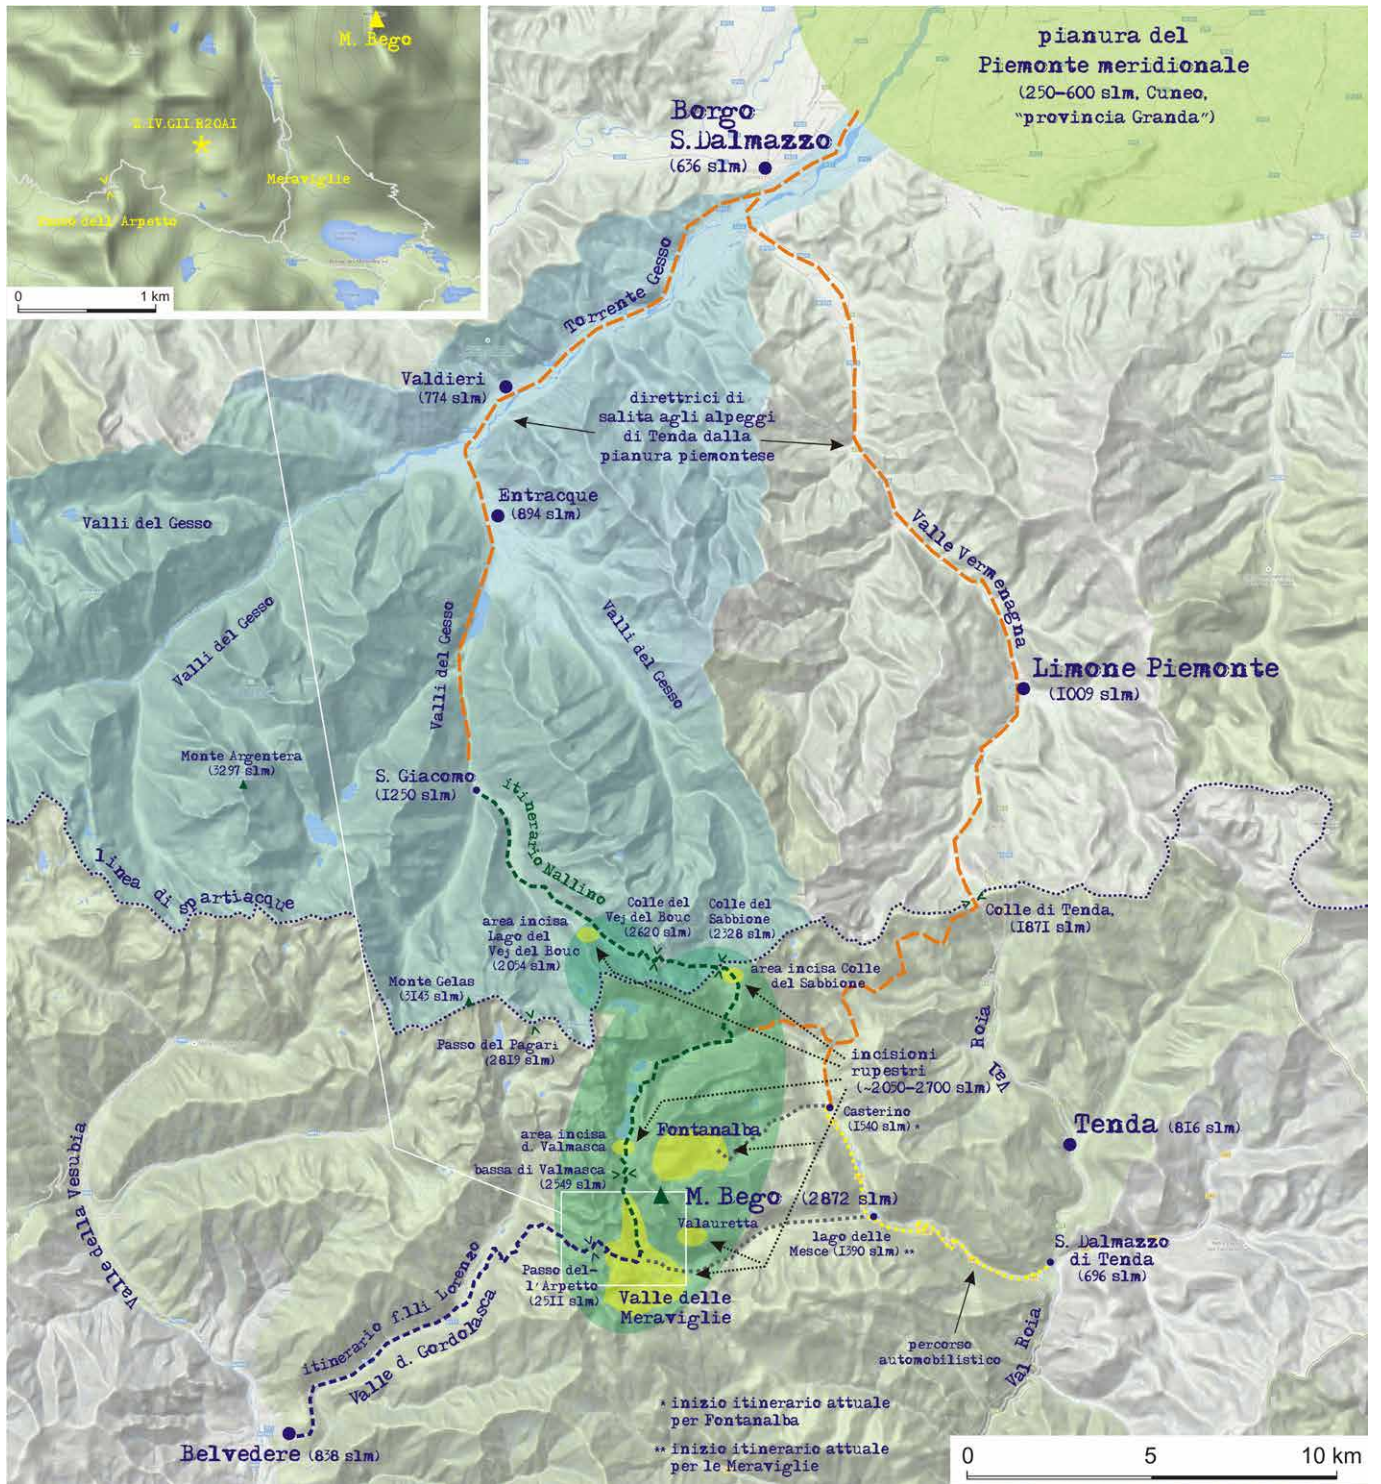 M. Bego
Z.IV.GII.R20A1
Meraviglie
Passo dell'Arpetto
0 1 km
pianura del
Piemonte meridionale
(250-600 slm, Cuneo,
"provincia Granda")
Borgo
S.Dalmazzo
(636 slm)
Torrente Gesso
Valdieri
(774 slm)
direttrici di
salita agli alpeggi
di Tenda dalla
pianura piemontese
Entracque
(894 slm)
Valli del Gesso
Valli del Gesso
Valli del Gesso
Valli del Gesso
Valle Vermenagna
Limone Piemonte
(1009 slm)
Monte Argentera
(3297 slm)
S. Giacomo
(1250 slm)
itinerario Nallino
linea di spartiacque
Colle del
Vej del Bouc
(2620 slm)
Colle del
Sabbione
(2328 slm)
Colle di Tenda,
(1871 slm)
area incisa
Lago del
Vej del Bouc
(2054 slm)
area incisa Colle
del Sabbione
Monte Gelas
(3143 slm)
Passo del Pagarì
(2819 slm)
incisioni
rupestri
(~2050-2700 slm)
Val Roia
Casterino
(1540 slm) *
Tenda (816 slm)
Fontanalba
area incisa
d. Valmasca
bassa di Valmasca
(2549 slm)
M. Bego (2872 slm)
Valauretta
lago delle
Mesce (1390 slm) **
S. Dalmazzo
di Tenda
(696 slm)
Passo del-
l'Arpetto
(2511 slm)
Valle delle
Meraviglie
Valle della Vesubia
itinerario f.lli Lorenzo
Valle d. Gordolasca
percorso
automobilistico
Val Roia
* inizio itinerario attuale
per Fontanalba
** inizio itinerario attuale
per le Meraviglie
Belvedere (838 slm)
0 5 10 km